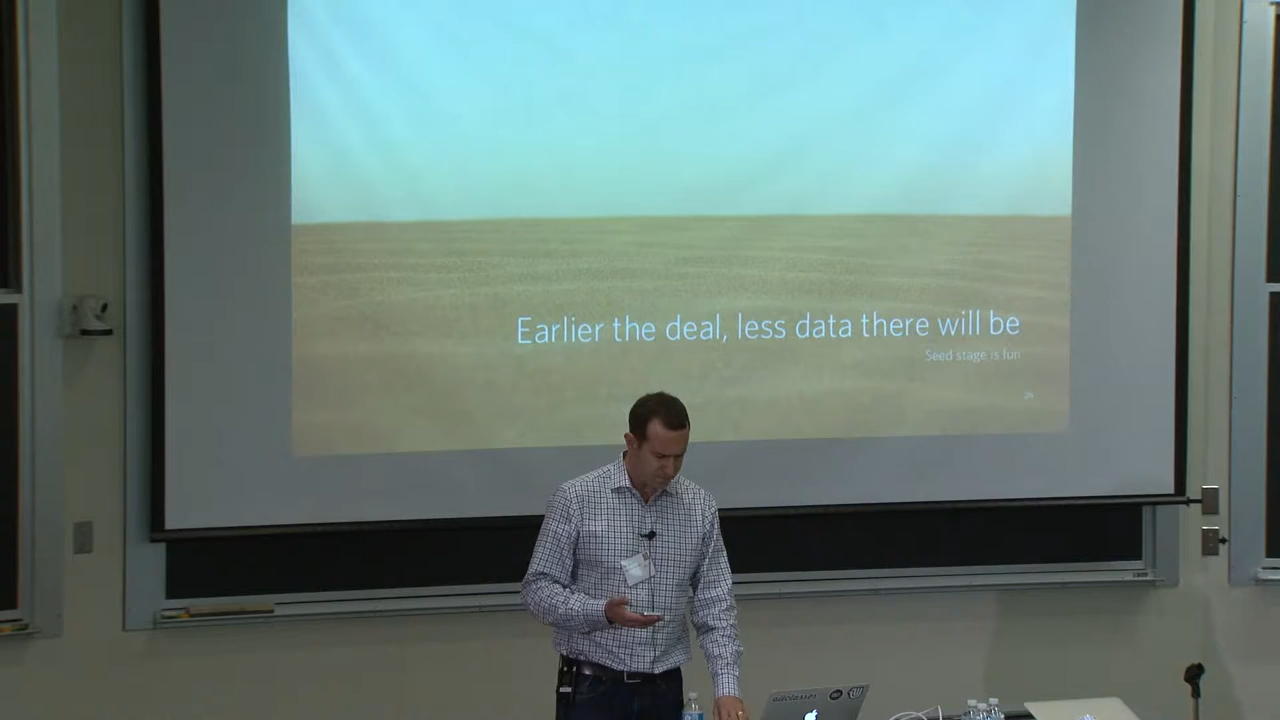 Earlier the deal, less data there will be
Seed stage is fun